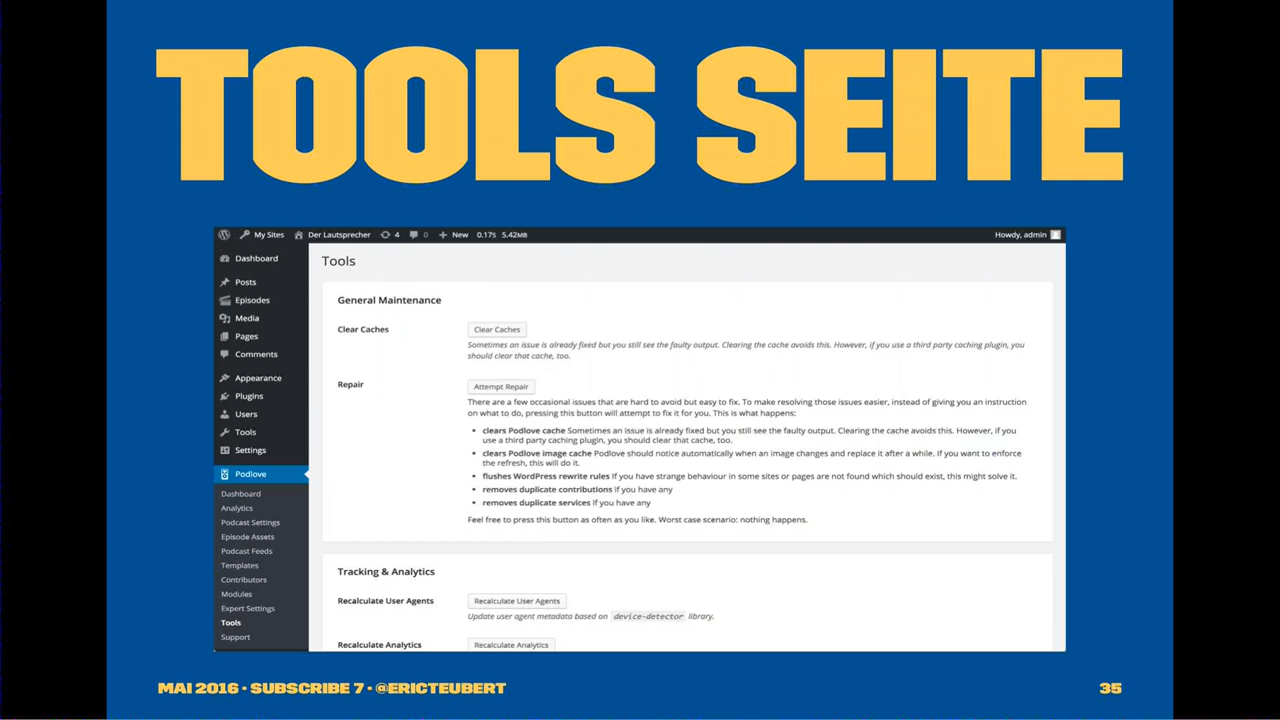 TOOLS SEITE
My Sites Der Lautsprecher 4 0 New 0.17s 5.42MB Howdy, admin
Dashboard
Posts
Episodes
Media
Pages
Comments
Appearance
Plugins
Users
Tools
Settings
Podlove
Dashboard
Analytics
Podcast Settings
Episode Assets
Podcast Feeds
Templates
Contributors
Modules
Expert Settings
Tools
Support
Tools
General Maintenance
Clear Caches Clear Caches
Sometimes an issue is already fixed but you still see the faulty output. Clearing the cache avoids this. However, if you use a third party caching plugin, you
should clear that cache, too.
Repair Attempt Repair
There are a few occasional issues that are hard to avoid but easy to fix. To make resolving those issues easier, instead of giving you an instruction
on what to do, pressing this button will attempt to fix it for you. This is what happens:
• clears Podlove cache Sometimes an issue is already fixed but you still see the faulty output. Clearing the cache avoids this. However, if you
use a third party caching plugin, you should clear that cache, too.
• clears Podlove image cache Podlove should notice automatically when an image changes and replace it after a while. If you want to enforce
the refresh, this will do it.
• flushes WordPress rewrite rules If you have strange behaviour in some sites or pages are not found which should exist, this might solve it.
• removes duplicate contributions if you have any
• removes duplicate services if you have any
Feel free to press this button as often as you like. Worst case scenario: nothing happens.
Tracking & Analytics
Recalculate User Agents Recalculate User Agents
Update user agent metadata based on device-detector library.
Recalculate Analytics Recalculate Analytics
MAI 2016 · SUBSCRIBE 7 · @ERICTEUBERT 35